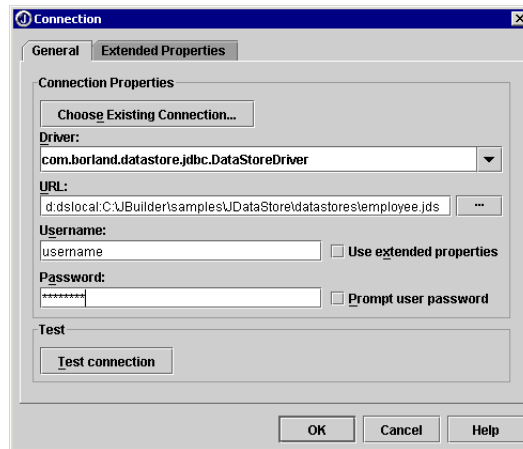 Connection
General Extended Properties
Connection Properties
Choose Existing Connection...
Driver:
com.borland.datastore.jdbc.DataStoreDriver
URL:
d:dslocal:C:\JBuilder\samples\JDataStore\datastores\employee.jds ...
Username:
username Use extended properties
Password:
******** Prompt user password
Test
Test connection
OK Cancel Help